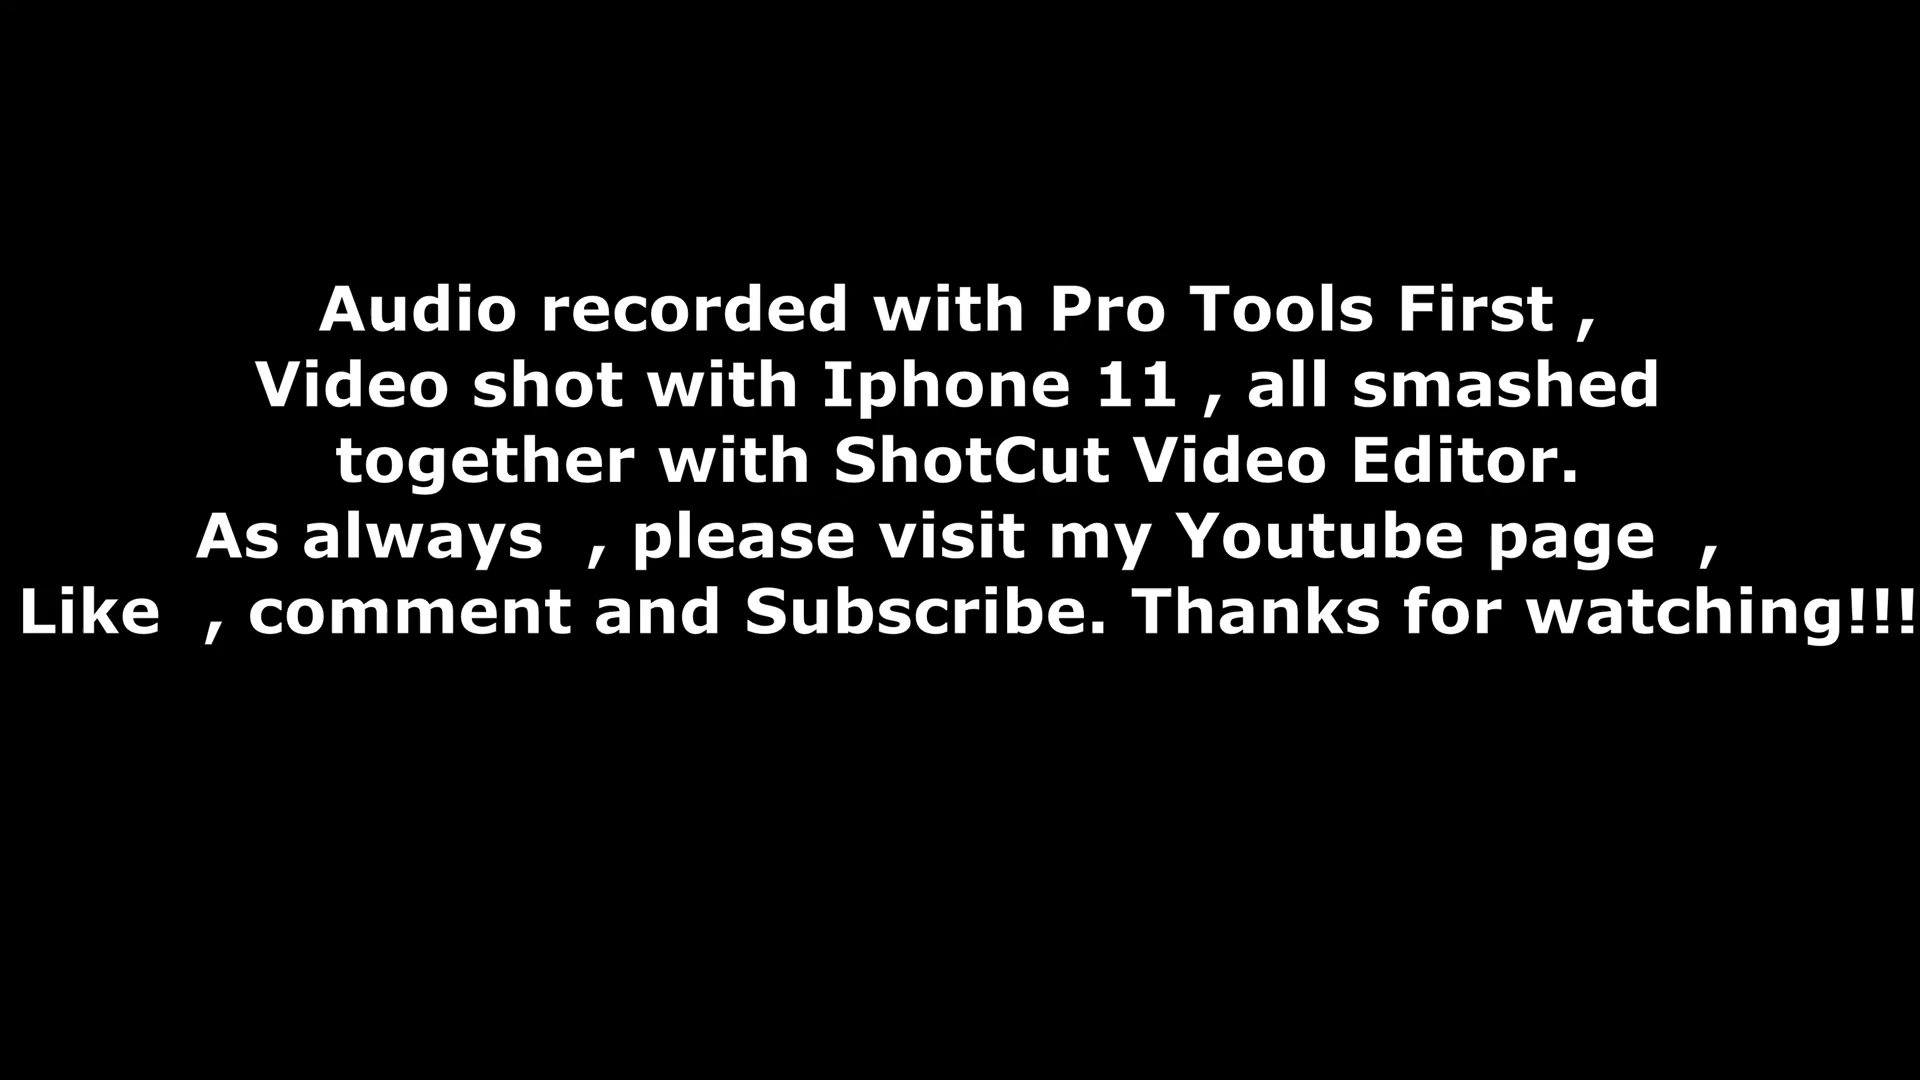 Audio recorded with Pro Tools First ,
Video shot with Iphone 11 , all smashed
together with ShotCut Video Editor.
As always  , please visit my Youtube page  ,
Like  , comment and Subscribe. Thanks for watching!!!